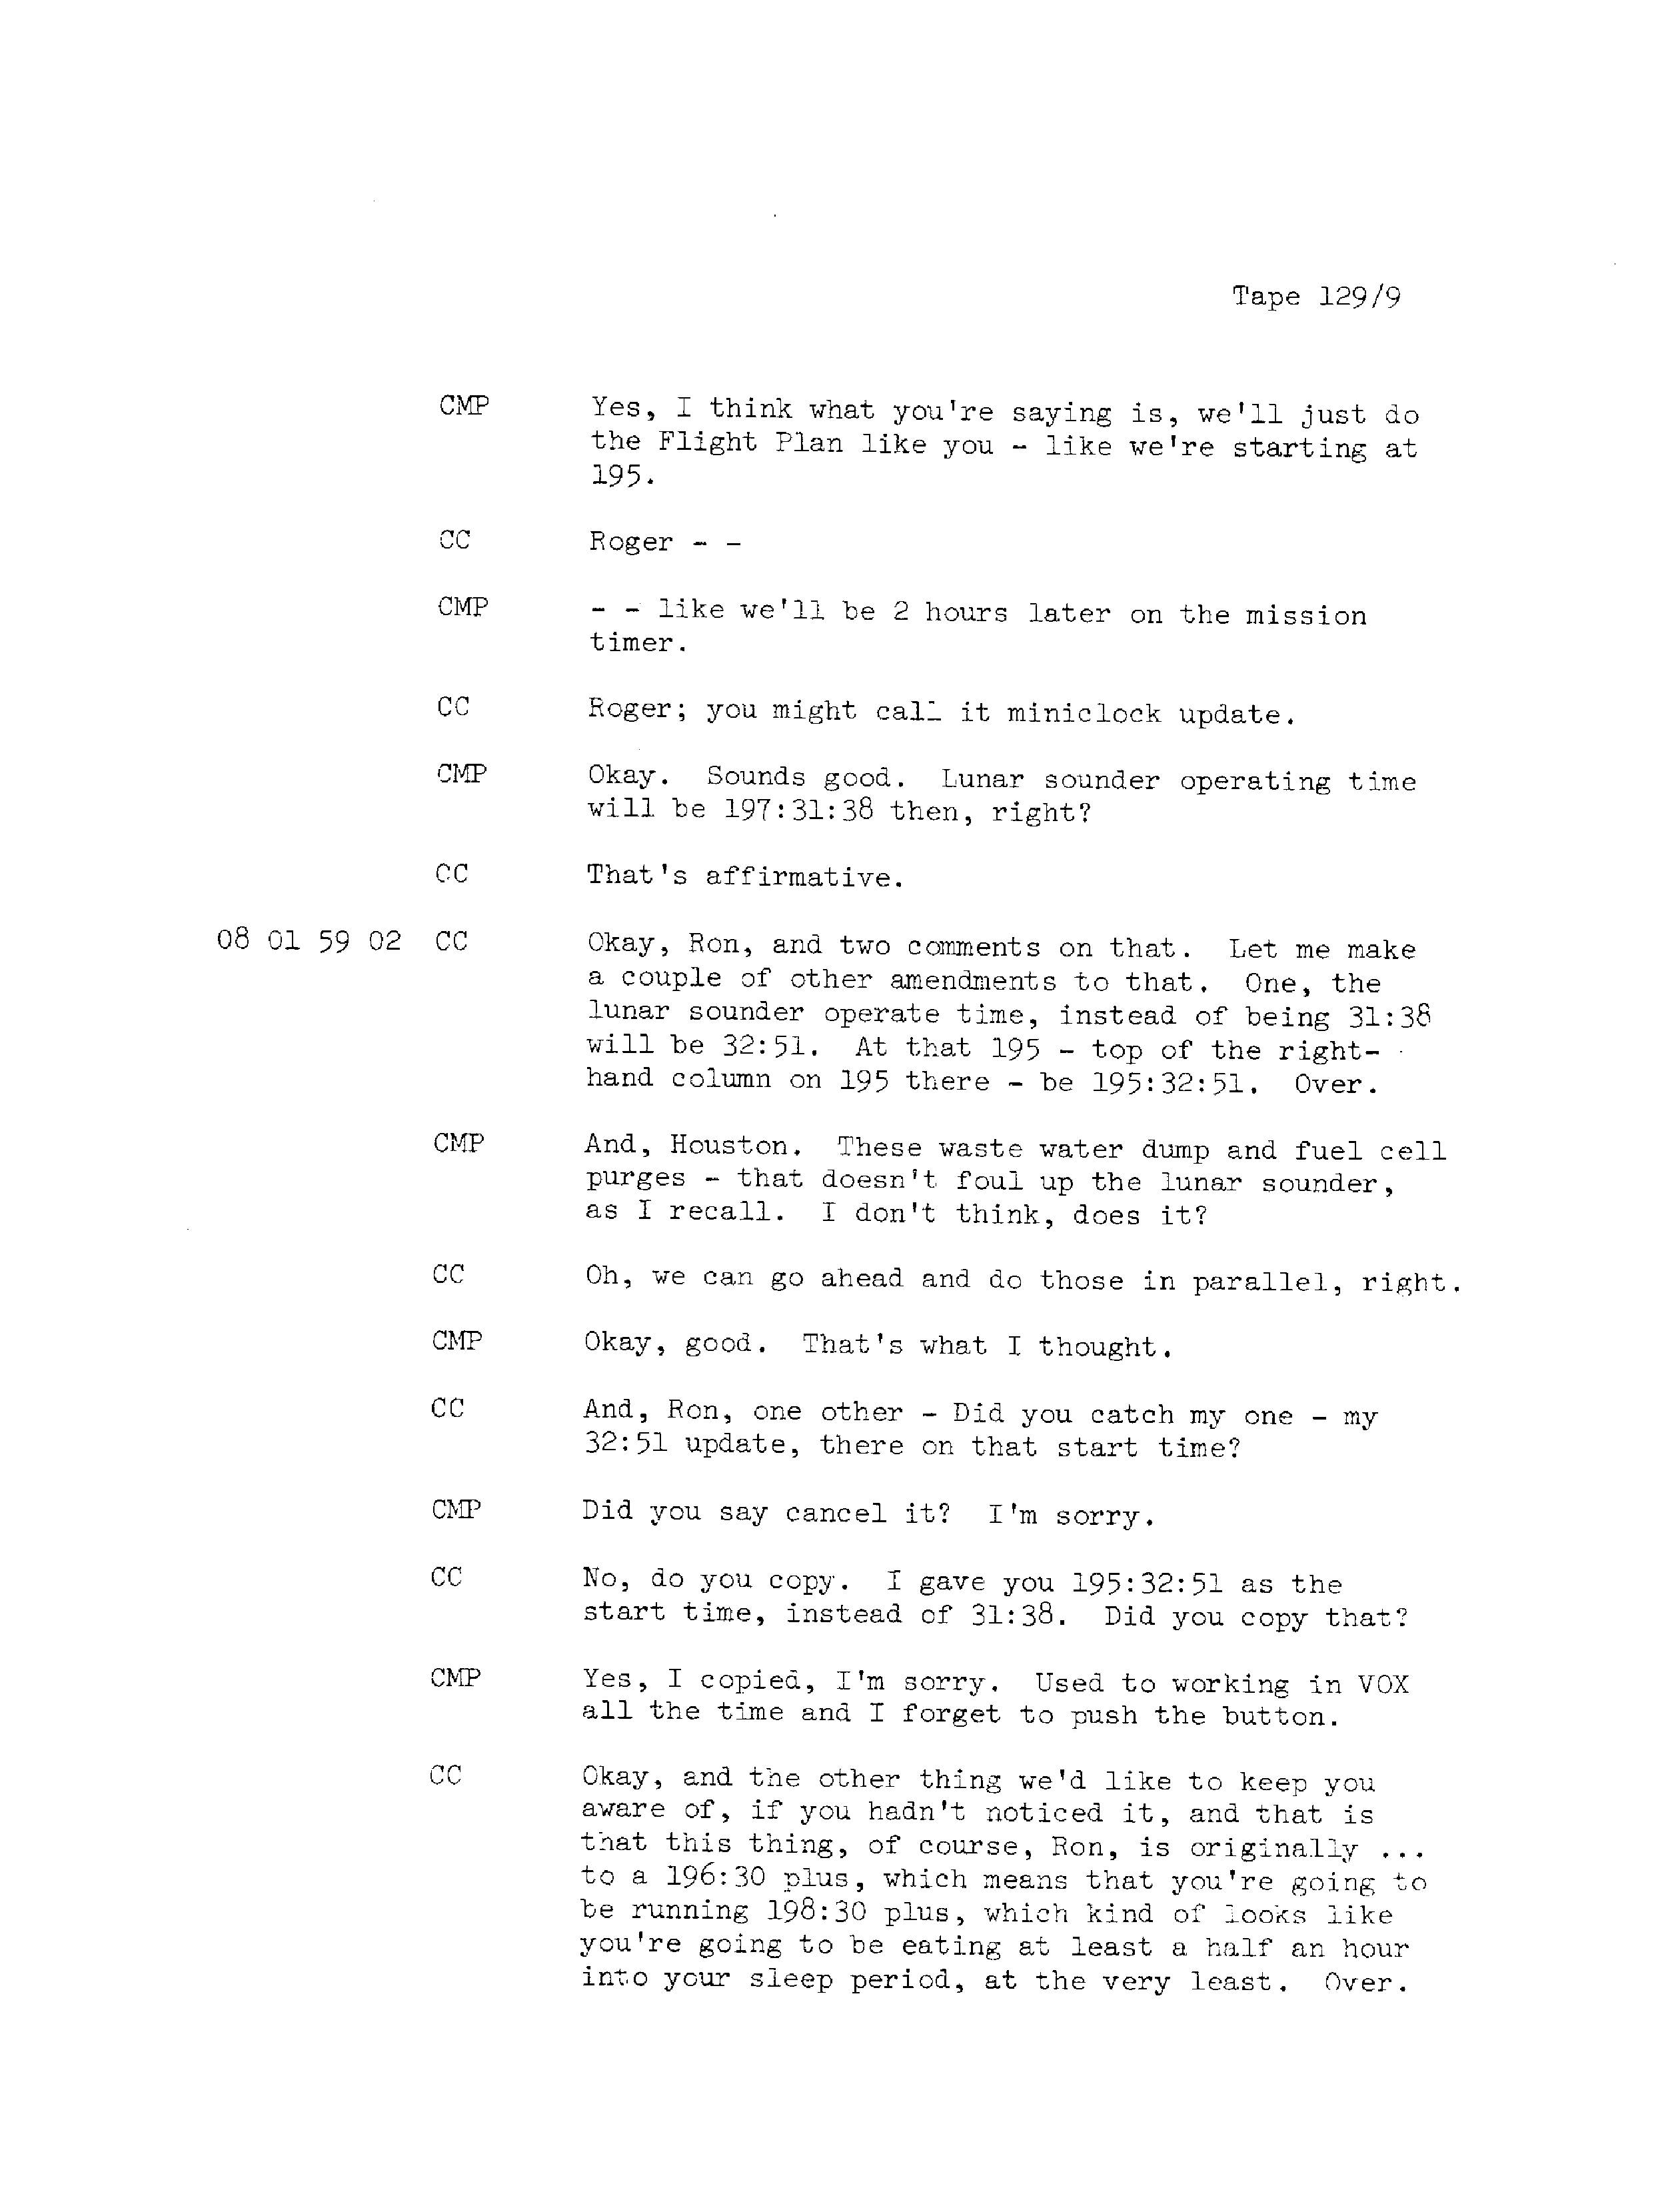 Tape 129/9
CMP Yes, I think what you're saying is, we'll just do
the Flight Plan like you - like we're starting at
195.
CC Roger - -
CMP - - like we'll be 2 hours later on the mission
timer.
CC Roger; you might call it miniclock update.
CMP Okay. Sounds good. Lunar sounder operating time
will be 197:31:38 then, right?
CC That's affirmative.
08 01 59 02 CC Okay, Ron, and two comments on that. Let me make
a couple of other amendments to that. One, the
lunar sounder operate time, instead of being 31:38
will be 32:51. At that 195 - top of the right-
hand column on 195 there - be 195:32:51. Over.
CMP And, Houston. These waste water dump and fuel cell
purges - that doesn't foul up the lunar sounder,
as I recall. I don't think, does it?
CC Oh, we can go ahead and do those in parallel, right.
CMP Okay, good. That's what I thought.
CC And, Ron, one other - Did you catch my one - my
32:51 update, there on that start time?
CMP Did you say cancel it? I'm sorry.
CC No, do you copy. I gave you 195:32:51 as the
start time, instead of 31:38. Did you copy that?
CMP Yes, I copied, I'm sorry. Used to working in VOX
all the time and I forget to push the button.
CC Okay, and the other thing we'd like to keep you
aware of, if you hadn't noticed it, and that is
that this thing, of course, Ron, is originally ...
to a 196:30 plus, which means that you're going to
be running 198:30 plus, which kind of looks like
you're going to be eating at least a half an hour
into your sleep period, at the very least. Over.